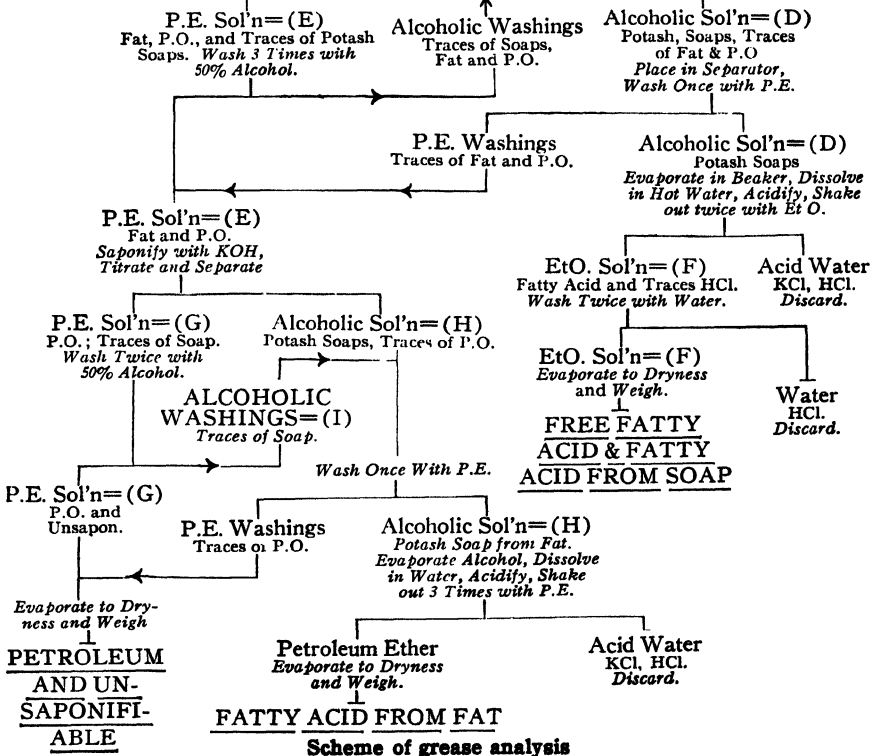 P.E. Sol'n=(E)
Fat, P.O., and Traces of Potash
Soaps. Wash 3 Times with
50% Alcohol.
Alcoholic Washings
Traces of Soaps,
Fat and P.O.
Alcoholic Sol'n=(D)
Potash, Soaps, Traces
of Fat & P.O
Place in Separator,
Wash Once with P.E.
P.E. Washings
Traces of Fat and P.O.
Alcoholic Sol'n=(D)
Potash Soaps
Evaporate in Beaker, Dissolve
in Hot Water, Acidify, Shake
out twice with Et O.
P.E. Sol'n=(E)
Fat and P.O.
Saponify with KOH,
Titrate and Separate
EtO. Sol'n=(F)
Fatty Acid and Traces HCl.
Wash Twice with Water.
Acid Water
KCl, HCl.
Discard.
P.E. Sol'n=(G)
P.O.; Traces of Soap.
Wash Twice with
50% Alcohol.
Alcoholic Sol'n=(H)
Potash Soaps, Traces of P.O.
EtO. Sol'n=(F)
Evaporate to Dryness
and Weigh.
Water
HCl.
Discard.
ALCOHOLIC
WASHINGS=(I)
Traces of Soap.
FREE FATTY
ACID & FATTY
ACID FROM SOAP
Wash Once With P.E.
P.E. Sol'n=(G)
P.O. and
Unsapon.
P.E. Washings
Traces of P.O.
Alcoholic Sol'n=(H)
Potash Soap from Fat.
Evaporate Alcohol, Dissolve
in Water, Acidify, Shake
out 3 Times with P.E.
Evaporate to Dry-
ness and Weigh
PETROLEUM
AND UN-
SAPONIFI-
ABLE
Petroleum Ether
Evaporate to Dryness
and Weigh.
Acid Water
KCl, HCl.
Discard.
FATTY ACID FROM FAT
Scheme of grease analysis